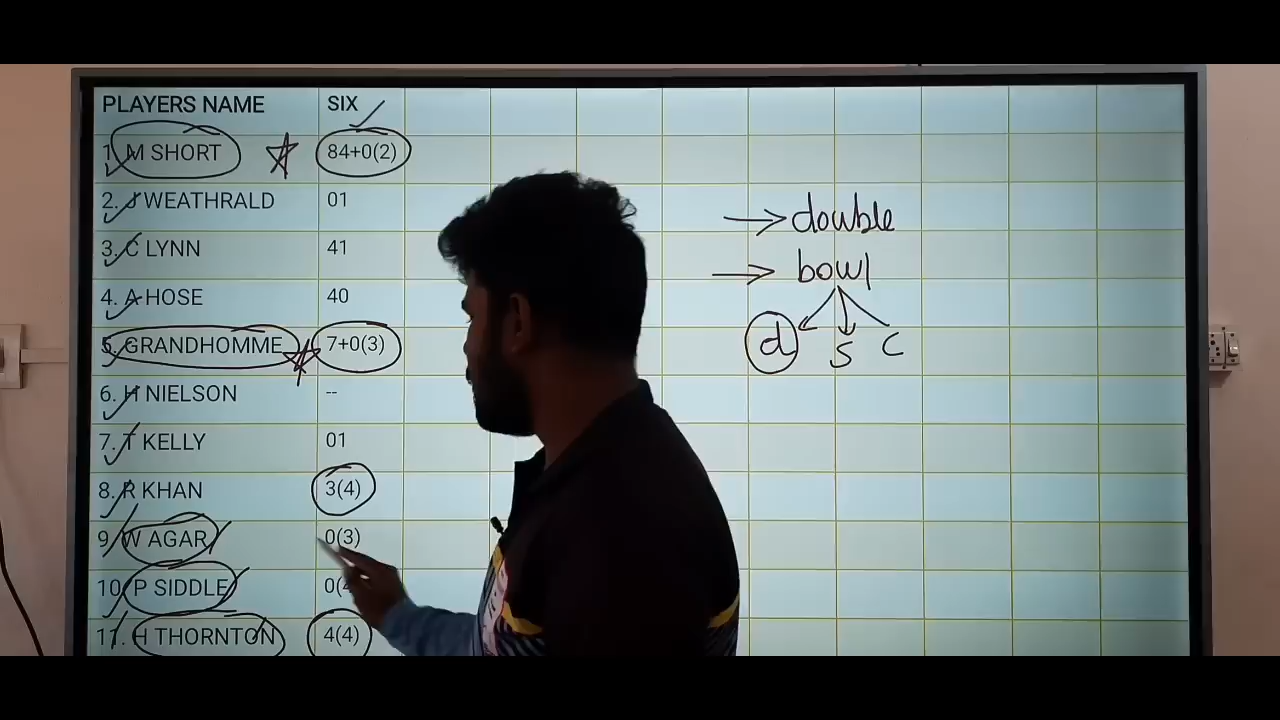 PLAYERS NAME SIX
1. M SHORT 84+0(2)
2. J WEATHRALD 01
3. C LYNN 41
4. A HOSE 40
5. GRANDHOMME 7+0(3)
6. H NIELSON --
7. T KELLY 01
8. R KHAN 3(4)
9. W AGAR 0(3)
10. P SIDDLE
11. H THORNTON 4(4)
→ double
→ bowl
d S C